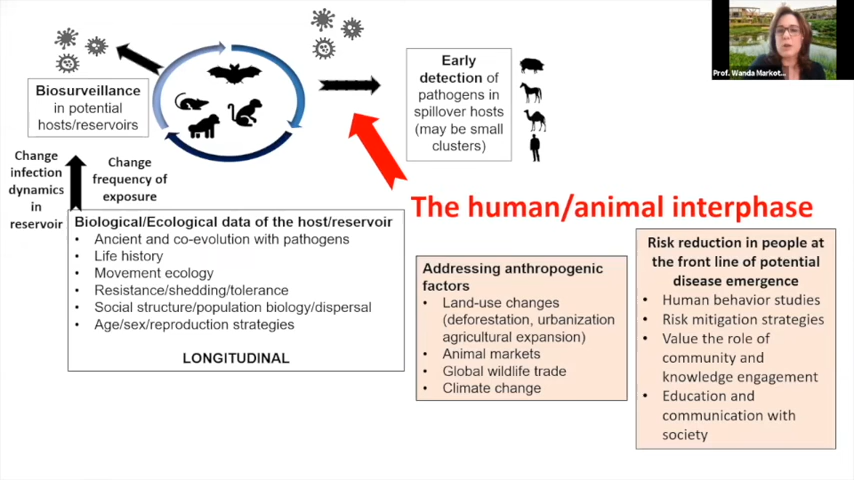 Prof. Wanda Markot...
Biosurveillance
in potential
hosts/reservoirs
Early
detection of
pathogens in
spillover hosts
(may be small
clusters)
Change
infection
dynamics
in
reservoir
Change
frequency of
exposure
The human/animal interphase
Biological/Ecological data of the host/reservoir
• Ancient and co-evolution with pathogens
• Life history
• Movement ecology
• Resistance/shedding/tolerance
• Social structure/population biology/dispersal
• Age/sex/reproduction strategies
LONGITUDINAL
Addressing anthropogenic
factors
• Land-use changes
(deforestation, urbanization
agricultural expansion)
• Animal markets
• Global wildlife trade
• Climate change
Risk reduction in people at
the front line of potential
disease emergence
• Human behavior studies
• Risk mitigation strategies
• Value the role of
community and
knowledge engagement
• Education and
communication with
society